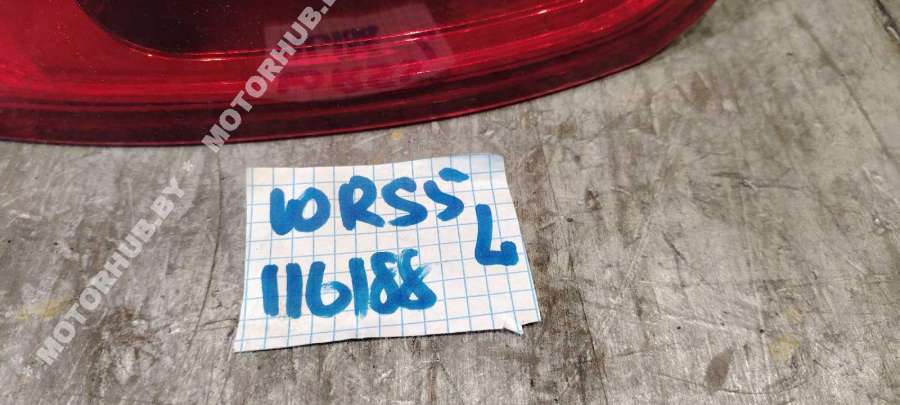 * MOTORHUB.BY * MOTORHUB.BY
10RS5
L
116188